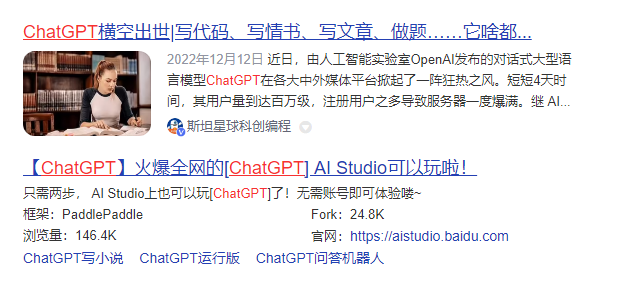 ChatGPT横空出世|写代码、写情书、写文章、做题……它啥都...
2022年12月12日 近日，由人工智能实验室OpenAI发布的对话式大型语
言模型ChatGPT在各大中外媒体平台掀起了一阵狂热之风。短短4天时
间，其用户量到达百万级，注册用户之多导致服务器一度爆满。继 AI...
斯坦星球科创编程
【ChatGPT】火爆全网的[ChatGPT] AI Studio可以玩啦！
只需两步， AI Studio上也可以玩[ChatGPT]了！无需账号即可体验喽~
框架：PaddlePaddle Fork：24.8K
浏览量：146.4K 官网：https://aistudio.baidu.com
ChatGPT写小说 ChatGPT运行版 ChatGPT问答机器人